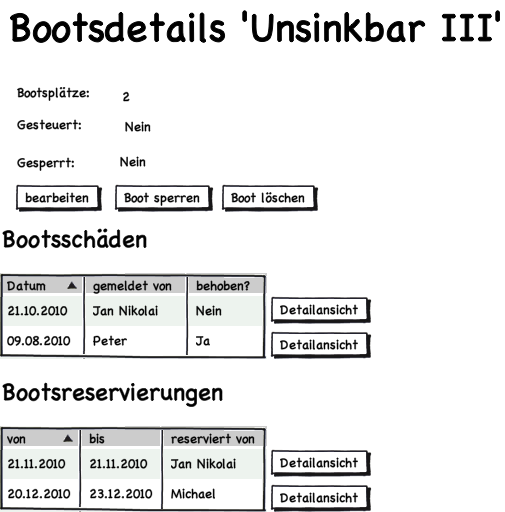 Bootsdetails 'Unsinkbar III'
Bootsplätze: 2
Gesteuert: Nein
Gesperrt: Nein
bearbeiten Boot sperren Boot löschen
Bootsschäden
Datum gemeldet von behoben?
21.10.2010 Jan Nikolai Nein Detailansicht
09.08.2010 Peter Ja Detailansicht
Bootsreservierungen
von bis reserviert von
21.11.2010 21.11.2010 Jan Nikolai Detailansicht
20.12.2010 23.12.2010 Michael Detailansicht